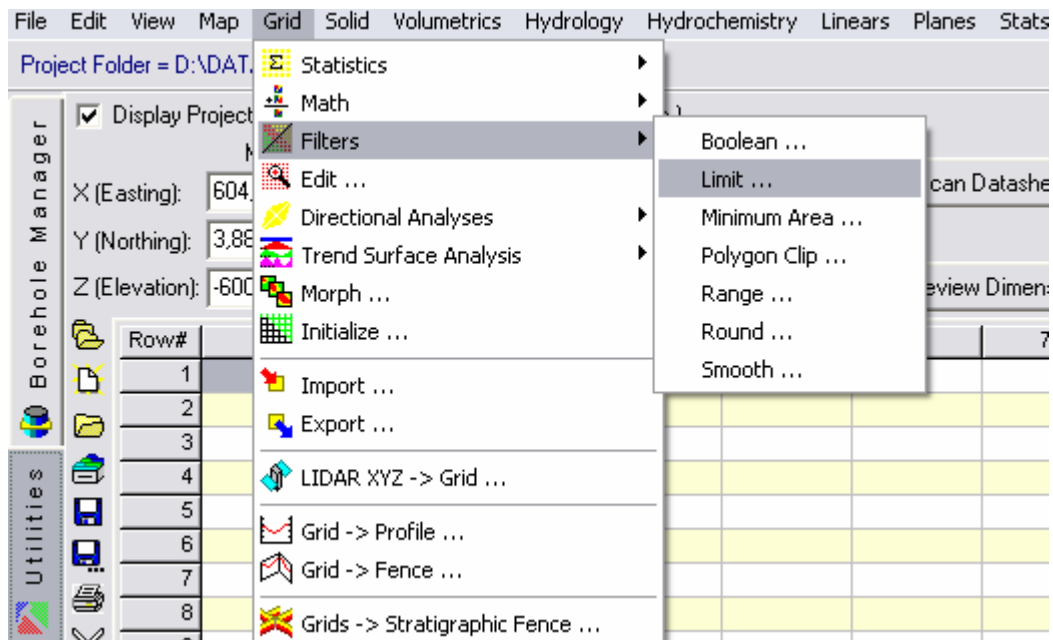 File Edit View Map Grid Solid Volumetrics Hydrology Hydrochemistry Linears Planes Stats
Project Folder = D:\DAT
Display Project
X (Easting): 604,
Y (Northing): 3,88
Z (Elevation): -600
can Datashe
eview Dimen
Borehole Manager
Utilities
Row# 7
1
2
3
4
5
6
7
8
Statistics
Math
Filters
Edit ...
Directional Analyses
Trend Surface Analysis
Morph ...
Initialize ...
Import ...
Export ...
LIDAR XYZ -> Grid ...
Grid -> Profile ...
Grid -> Fence ...
Grids -> Stratigraphic Fence ...
Boolean ...
Limit ...
Minimum Area ...
Polygon Clip ...
Range ...
Round ...
Smooth ...